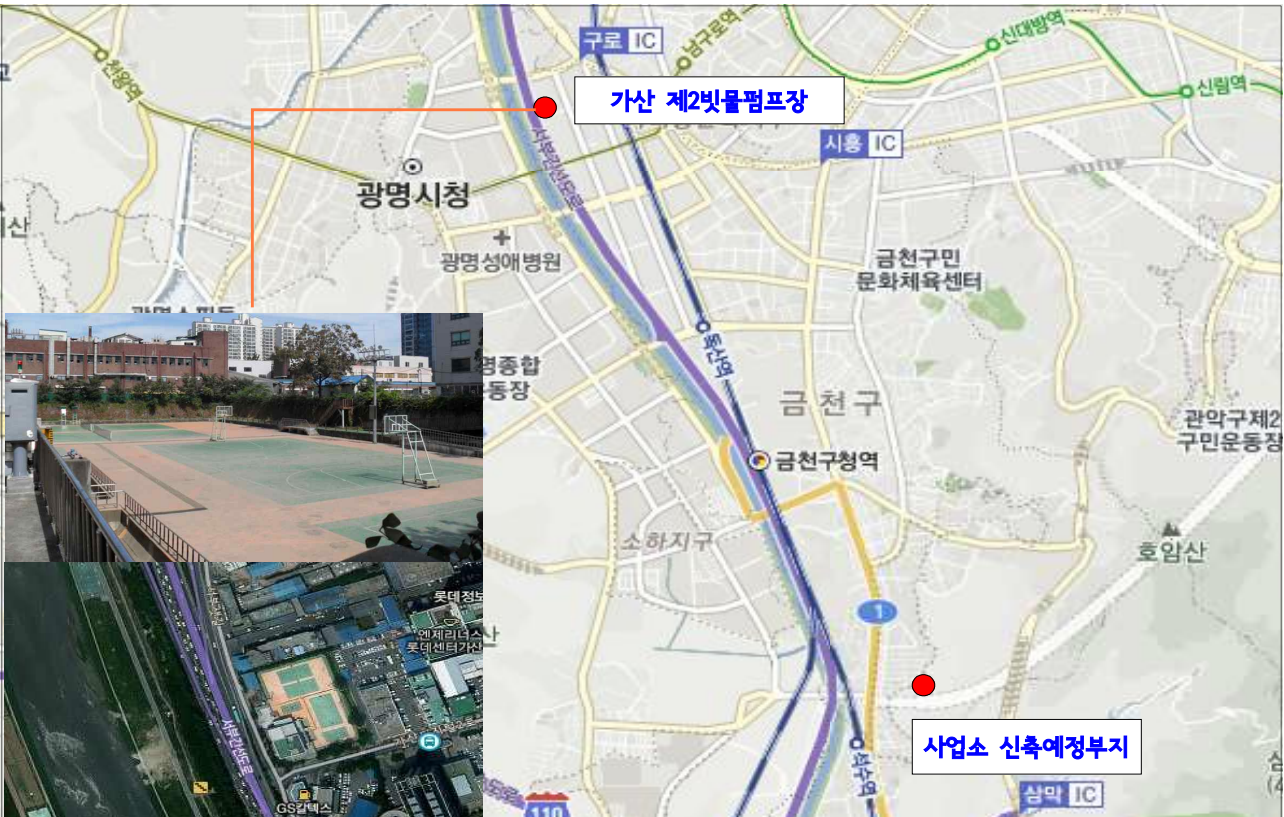 구로 IC
남구로역
신대방역
천왕역
신림역
가산 제2빗물펌프장
시흥 IC
서부간선도로
광명시청
광명성애병원
금천구민
문화체육센터
독산역
금천구
관악구제2
구민운동장
금천구청역
소하지구
호암산
1
롯데정보
엔제리너스
롯데센터가산
서부간선도로
GS칼텍스
사업소 신축예정부지
석수역
삼막 IC
110